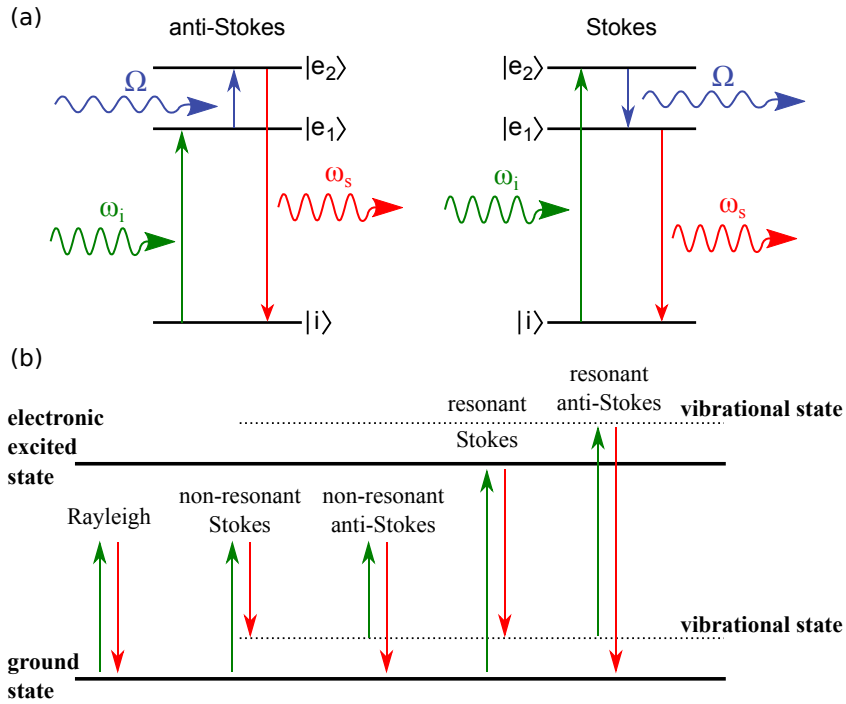 (a)
anti-Stokes
Stokes
|e₂⟩
|e₂⟩
Ω
Ω
|e₁⟩
|e₁⟩
ωᵢ
ωₛ
ωᵢ
ωₛ
|i⟩
|i⟩
(b)
resonant
anti-Stokes
resonant
Stokes
vibrational state
electronic
excited
state
Rayleigh
non-resonant
Stokes
non-resonant
anti-Stokes
vibrational state
ground
state